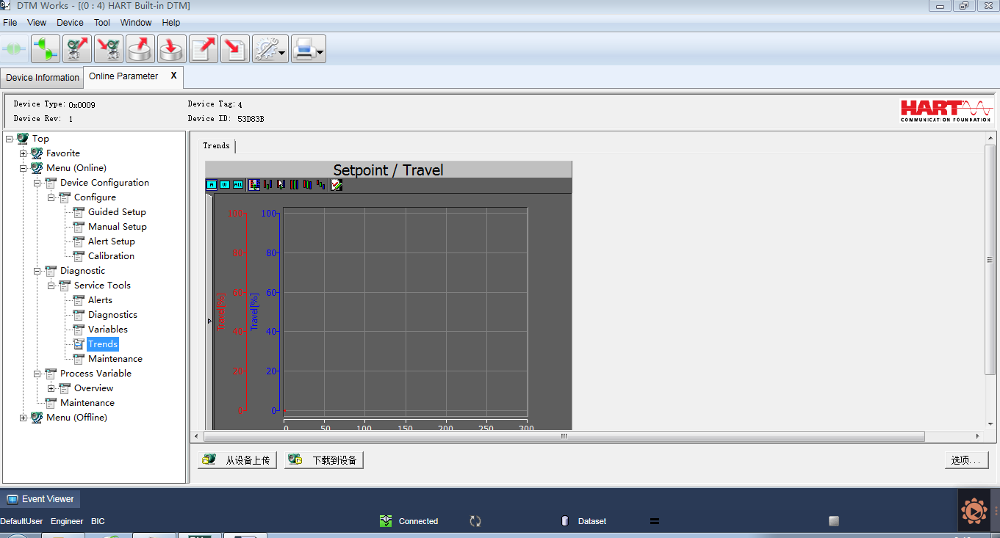 DTM Works - [(0 : 4) HART Built-in DTM]
File View Device Tool Window Help
Device Information Online Parameter X
Device Type: 0x0009 Device Tag: 4
Device Rev: 1 Device ID: 53D83B
HART
COMMUNICATION FOUNDATION
Top
Favorite
Menu (Online)
Device Configuration
Configure
Guided Setup
Manual Setup
Alert Setup
Calibration
Diagnostic
Service Tools
Alerts
Diagnostics
Variables
Trends
Maintenance
Process Variable
Overview
Maintenance
Menu (Offline)
Trends
Setpoint / Travel
A W ALL
100 100
80 80
60 60
Travel[%] Travel[%]
40 40
20 20
0 0
0 50 100 150 200 250 300
从设备上传 下载到设备 选项...
Event Viewer
DefaultUser Engineer BIC Connected Dataset